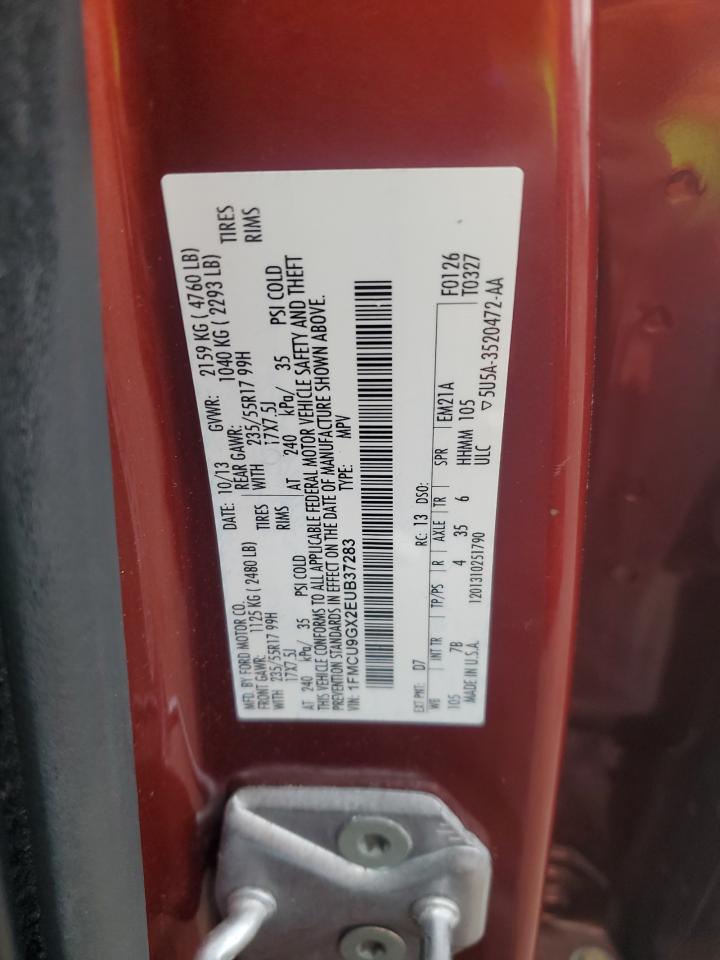 MFD. BY FORD MOTOR CO. DATE: 10/13 GVWR: 2159 KG ( 4760 LB)
FRONT GAWR: 1125 KG ( 2480 LB) REAR GAWR: 1040 KG ( 2293 LB)
WITH 235/55R17 99H TIRES WITH 235/55R17 99H TIRES
17X7.5J RIMS 17X7.5J RIMS
AT 240 kPa/ 35 PSI COLD AT 240 kPa/ 35 PSI COLD
THIS VEHICLE CONFORMS TO ALL APPLICABLE FEDERAL MOTOR VEHICLE SAFETY AND THEFT
PREVENTION STANDARDS IN EFFECT ON THE DATE OF MANUFACTURE SHOWN ABOVE.
VIN: 1FMCU9GX2EUB37283 TYPE: MPV
F0126
T0327
EXT PNT: D7 RC: 13 DSO:
WB INT TR TP/PS R AXLE TR SPR EM21A
105 7B 4 35 6 HHMM 105
MADE IN U.S.A. 1201310251790 ULC ▽5U5A-3520472-AA